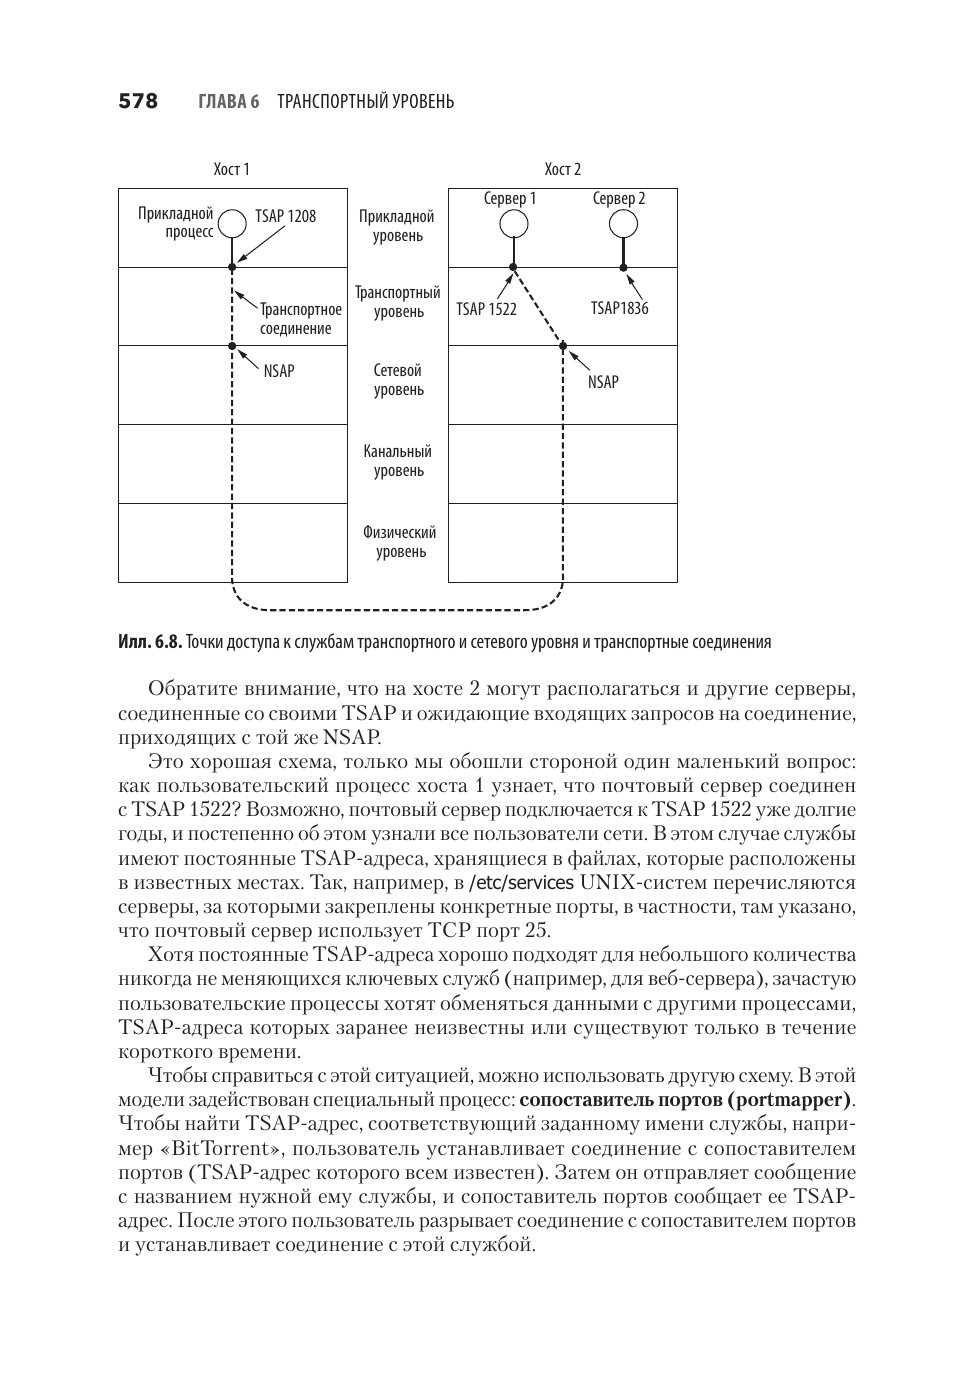 578 ГЛАВА 6 ТРАНСПОРТНЫЙ УРОВЕНЬ
Хост 1
Хост 2
Прикладной
процесс
TSAP 1208
Прикладной
уровень
Сервер 1
Сервер 2
Транспортное
соединение
Транспортный
уровень
TSAP 1522
TSAP1836
NSAP
Сетевой
уровень
NSAP
Канальный
уровень
Физический
уровень
Илл. 6.8. Точки доступа к службам транспортного и сетевого уровня и транспортные соединения
Обратите внимание, что на хосте 2 могут располагаться и другие серверы,
соединенные со своими TSAP и ожидающие входящих запросов на соединение,
приходящих с той же NSAP.
Это хорошая схема, только мы обошли стороной один маленький вопрос:
как пользовательский процесс хоста 1 узнает, что почтовый сервер соединен
с TSAP 1522? Возможно, почтовый сервер подключается к TSAP 1522 уже долгие
годы, и постепенно об этом узнали все пользователи сети. В этом случае службы
имеют постоянные TSAP-адреса, хранящиеся в файлах, которые расположены
в известных местах. Так, например, в /etc/services UNIX-систем перечисляются
серверы, за которыми закреплены конкретные порты, в частности, там указано,
что почтовый сервер использует TCP порт 25.
Хотя постоянные TSAP-адреса хорошо подходят для небольшого количества
никогда не меняющихся ключевых служб (например, для веб-сервера), зачастую
пользовательские процессы хотят обменяться данными с другими процессами,
TSAP-адреса которых заранее неизвестны или существуют только в течение
короткого времени.
Чтобы справиться с этой ситуацией, можно использовать другую схему. В этой
модели задействован специальный процесс: сопоставитель портов (portmapper).
Чтобы найти TSAP-адрес, соответствующий заданному имени службы, напри-
мер «BitTorrent», пользователь устанавливает соединение с сопоставителем
портов (TSAP-адрес которого всем известен). Затем он отправляет сообщение
с названием нужной ему службы, и сопоставитель портов сообщает ее TSAP-
адрес. После этого пользователь разрывает соединение с сопоставителем портов
и устанавливает соединение с этой службой.